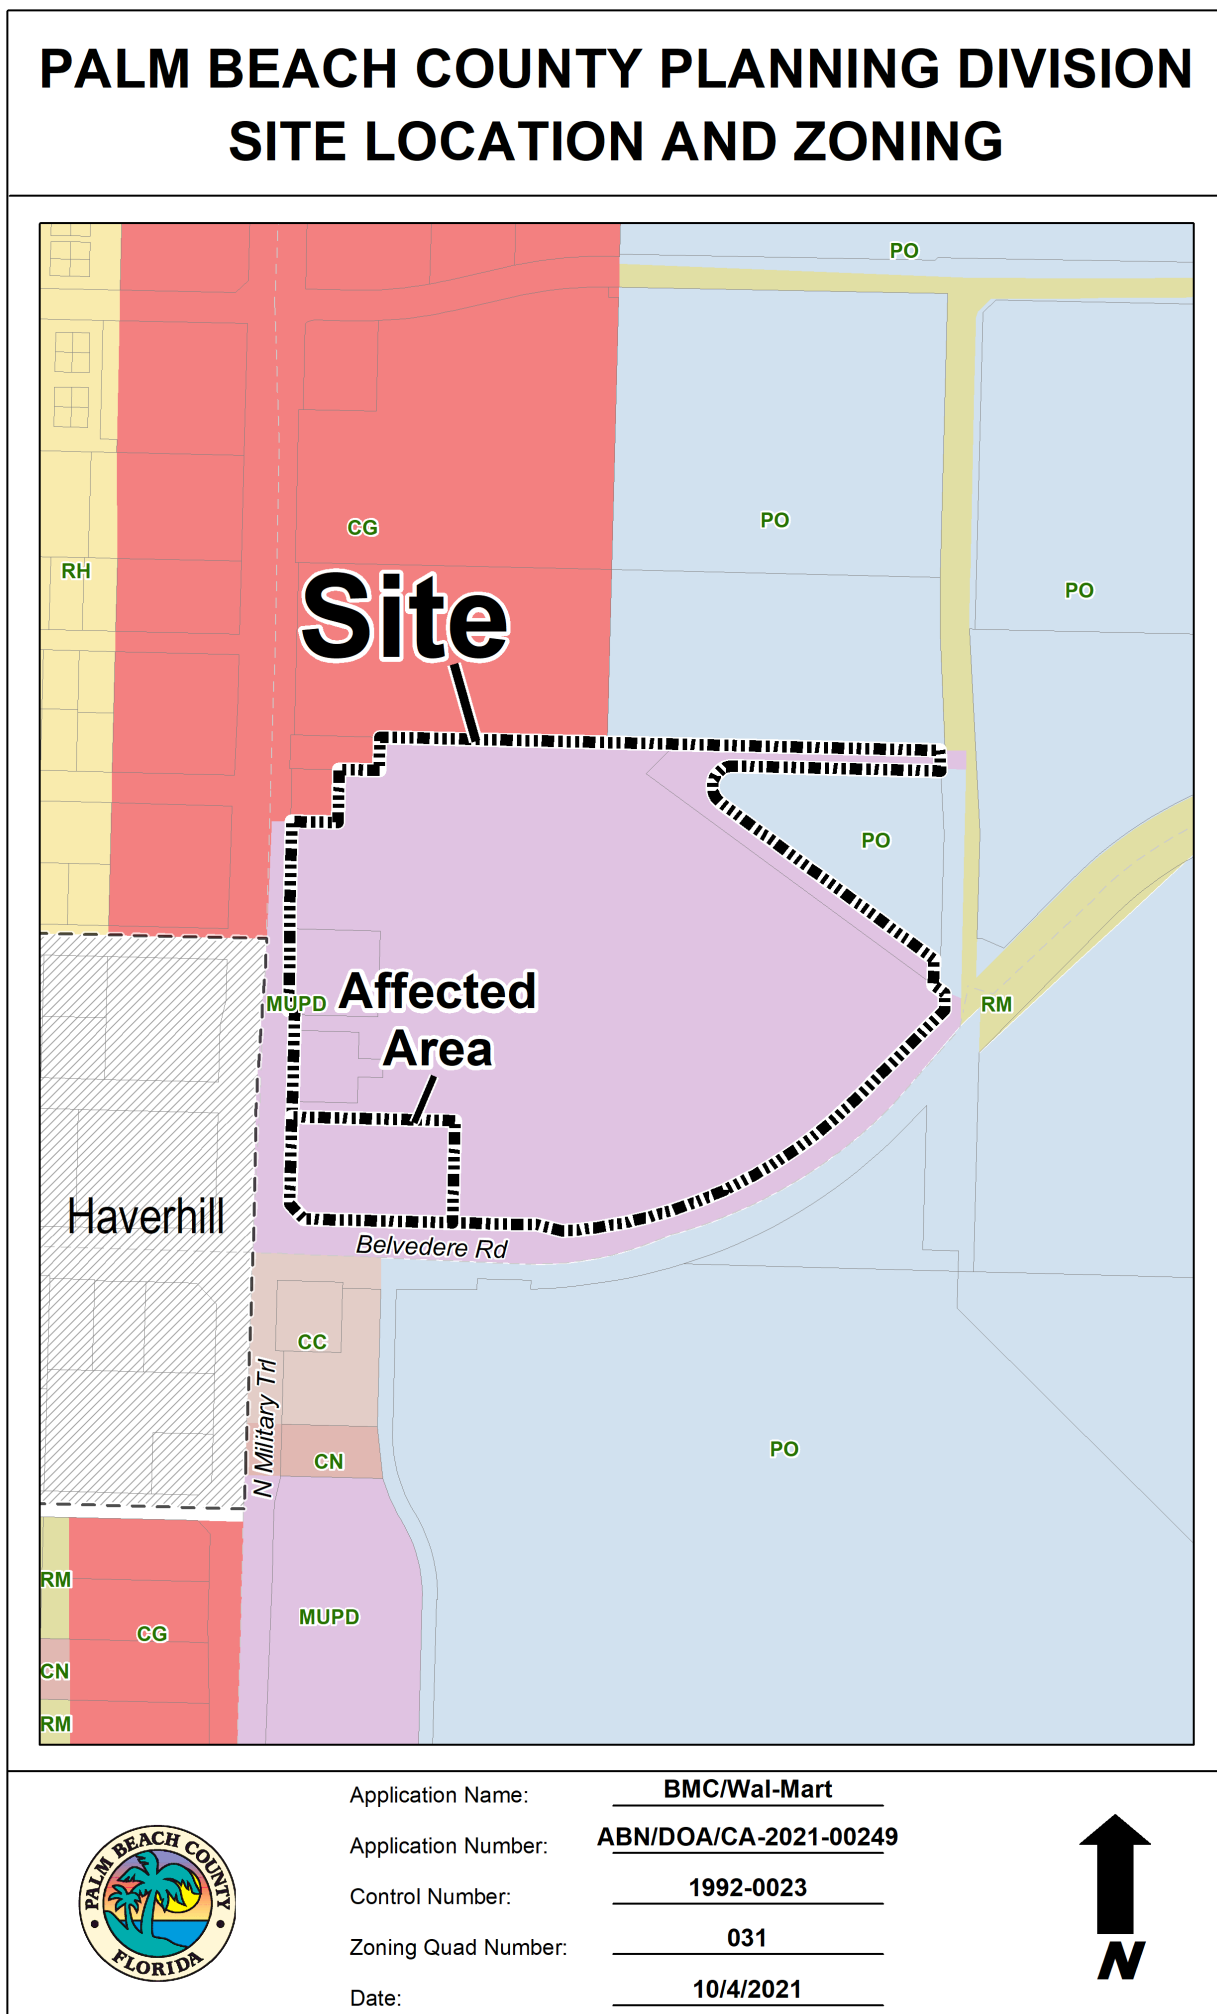 PALM BEACH COUNTY PLANNING DIVISION
SITE LOCATION AND ZONING
PO
CG
PO
RH
PO
Site
PO
MUPD
Affected
Area
RM
Haverhill
Belvedere Rd
CC
N Military Trl
CN
PO
RM
MUPD
CG
CN
RM
PALM BEACH COUNTY
FLORIDA
Application Name: BMC/Wal-Mart
Application Number: ABN/DOA/CA-2021-00249
Control Number: 1992-0023
Zoning Quad Number: 031
Date: 10/4/2021
N